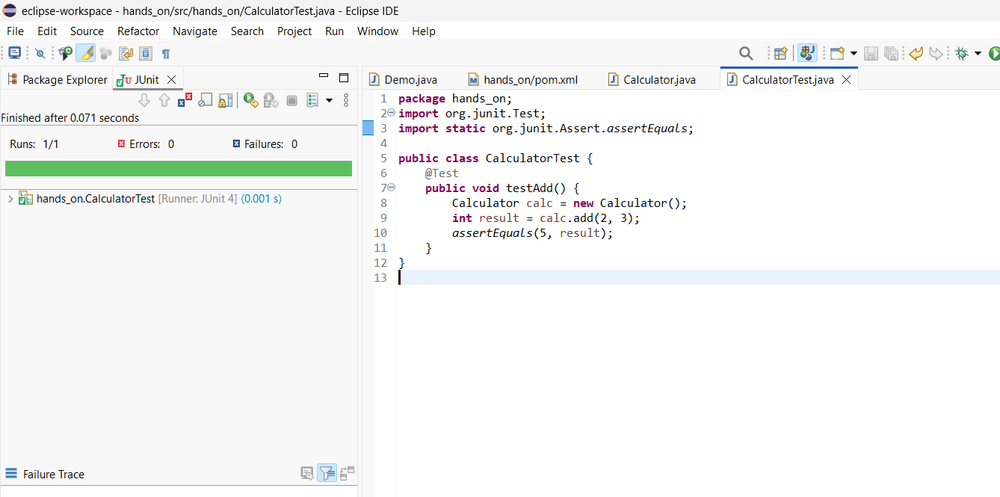 eclipse-workspace - hands_on/src/hands_on/CalculatorTest.java - Eclipse IDE
File Edit Source Refactor Navigate Search Project Run Window Help
Package Explorer JUnit
Finished after 0.071 seconds
Runs: 1/1 Errors: 0 Failures: 0
hands_on.CalculatorTest [Runner: JUnit 4] (0.001 s)
Failure Trace
Demo.java hands_on/pom.xml Calculator.java CalculatorTest.java
1 package hands_on;
2 import org.junit.Test;
3 import static org.junit.Assert.assertEquals;
4
5 public class CalculatorTest {
6     @Test
7     public void testAdd() {
8         Calculator calc = new Calculator();
9         int result = calc.add(2, 3);
10         assertEquals(5, result);
11     }
12 }
13